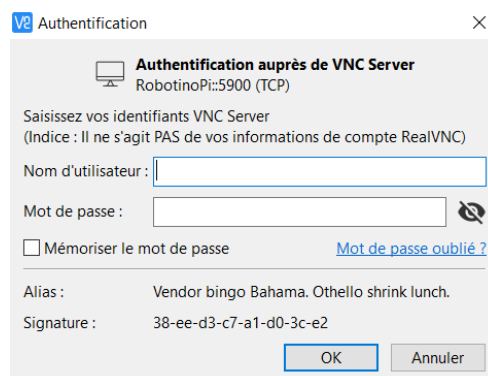 Authentification
Authentification auprès de VNC Server
RobotinoPi::5900 (TCP)
Saisissez vos identifiants VNC Server
(Indice : Il ne s'agit PAS de vos informations de compte RealVNC)
Nom d'utilisateur :
Mot de passe :
Mémoriser le mot de passe Mot de passe oublié ?
Alias : Vendor bingo Bahama. Othello shrink lunch.
Signature : 38-ee-d3-c7-a1-d0-3c-e2
OK Annuler